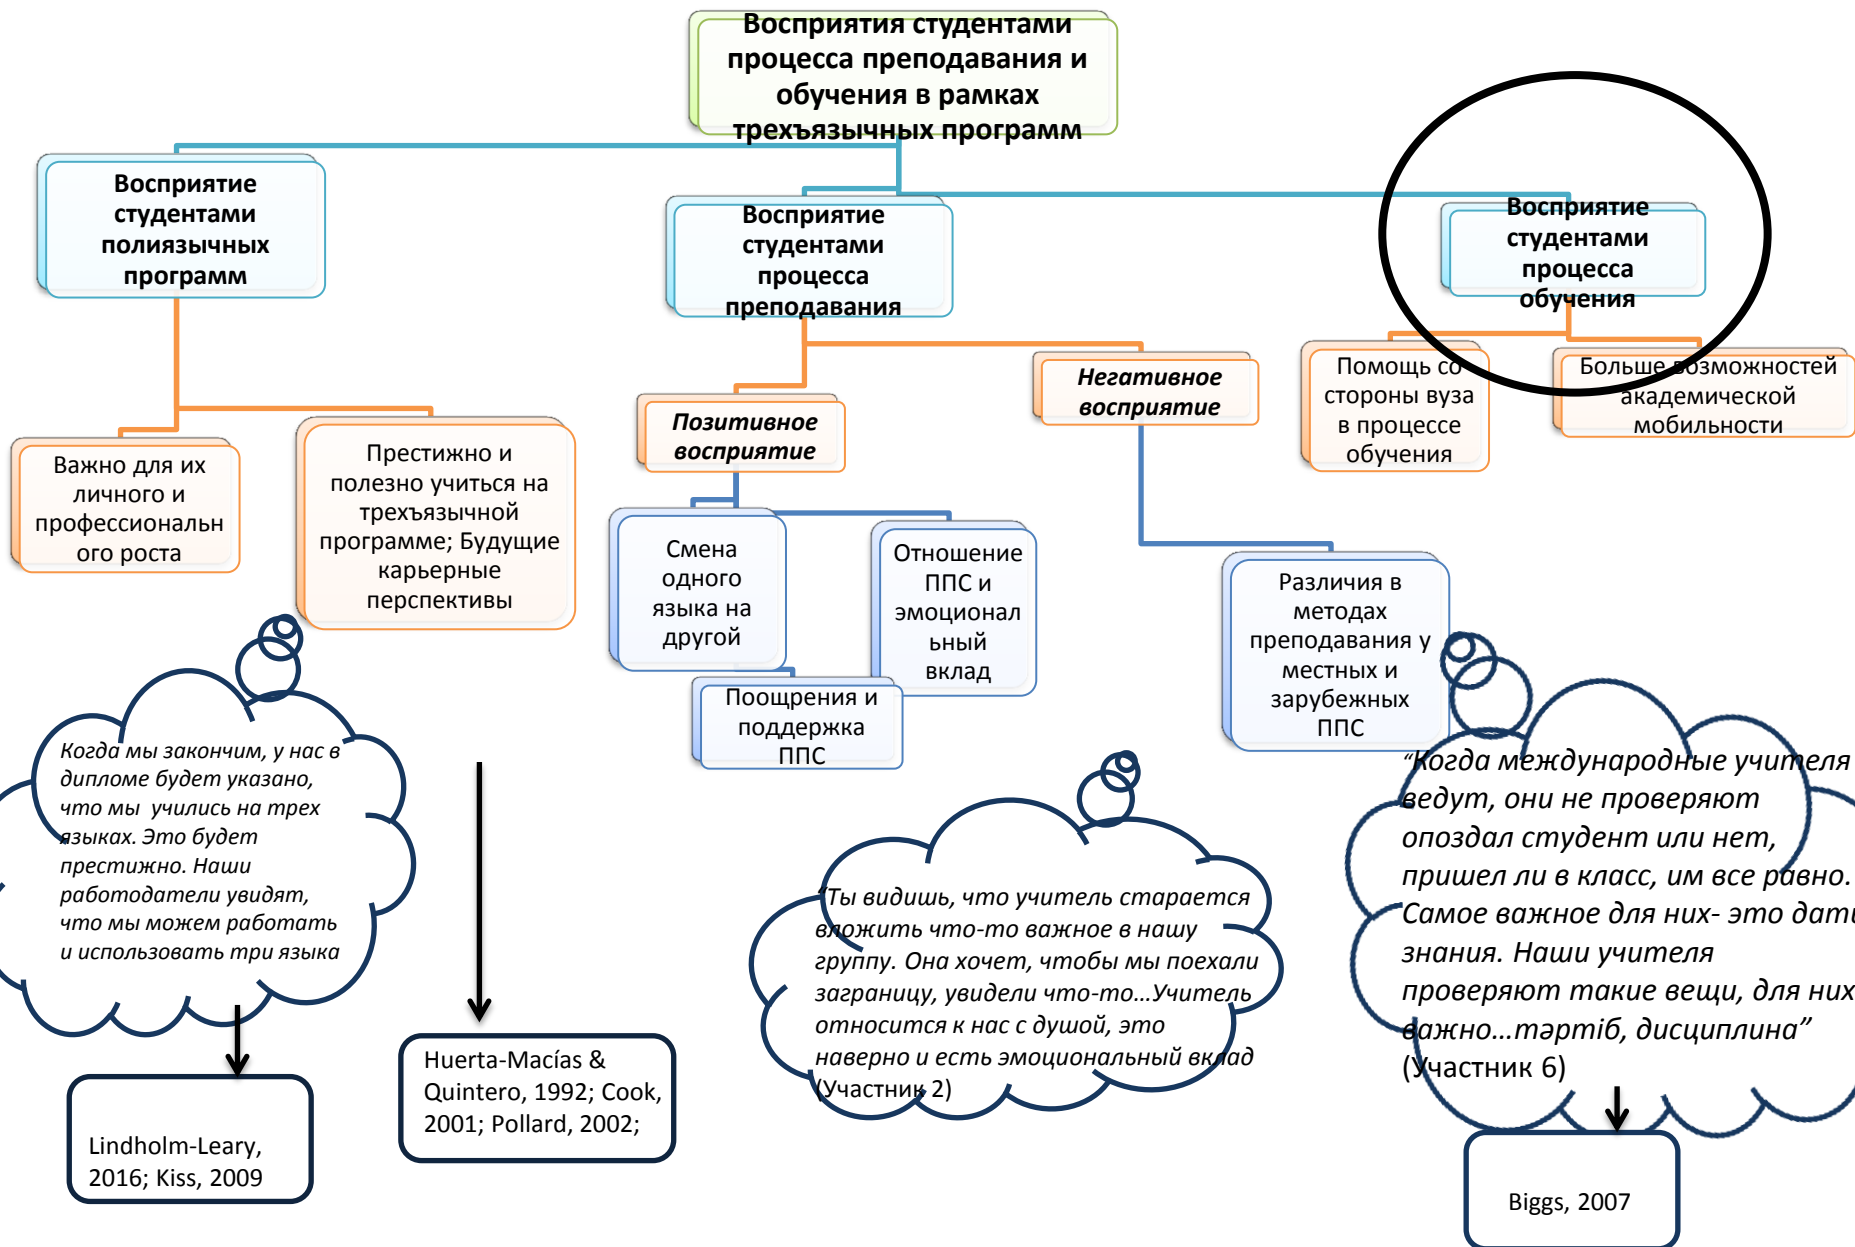 Восприятия студентами
процесса преподавания и
обучения в рамках
трехъязычных программ
Восприятие
студентами
полиязычных
программ
Восприятие
студентами
процесса
преподавания
Восприятие
студентами
процесса
обучения
Важно для их
личного и
профессиональн
ого роста
Престижно и
полезно учиться на
трехъязычной
программе; Будущие
карьерные
перспективы
Позитивное
восприятие
Негативное
восприятие
Помощь со
стороны вуза
в процессе
обучения
Больше возможностей
академической
мобильности
Смена
одного
языка на
другой
Отношение
ППС и
эмоционал
ьный
вклад
Поощрения и
поддержка
ППС
Различия в
методах
преподавания у
местных и
зарубежных
ППС
Когда мы закончим, у нас в
дипломе будет указано,
что мы учились на трех
языках. Это будет
престижно. Наши
работодатели увидят,
что мы можем работать
и использовать три языка
"Ты видишь, что учитель старается
вложить что-то важное в нашу
группу. Она хочет, чтобы мы поехали
заграницу, увидели что-то…Учитель
относится к нас с душой, это
наверно и есть эмоциональный вклад
(Участник 2)
“Когда международные учителя
ведут, они не проверяют
опоздал студент или нет,
пришел ли в класс, им все равно.
Самое важное для них- это дать
знания. Наши учителя
проверяют такие вещи, для них
важно…тәртіб, дисциплина”
(Участник 6)
Lindholm-Leary,
2016; Kiss, 2009
Huerta-Macías &
Quintero, 1992; Cook,
2001; Pollard, 2002;
Biggs, 2007